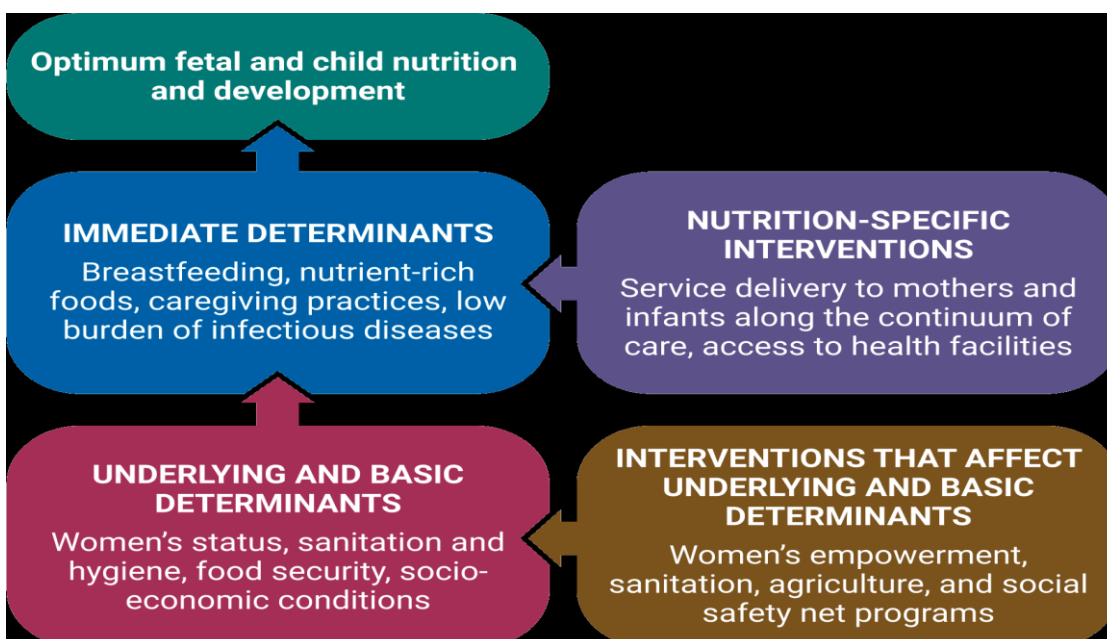 Optimum fetal and child nutrition
and development
IMMEDIATE DETERMINANTS
Breastfeeding, nutrient-rich
foods, caregiving practices, low
burden of infectious diseases
NUTRITION-SPECIFIC
INTERVENTIONS
Service delivery to mothers and
infants along the continuum of
care, access to health facilities
UNDERLYING AND BASIC
DETERMINANTS
Women’s status, sanitation and
hygiene, food security, socio-
economic conditions
INTERVENTIONS THAT AFFECT
UNDERLYING AND BASIC
DETERMINANTS
Women’s empowerment,
sanitation, agriculture, and social
safety net programs